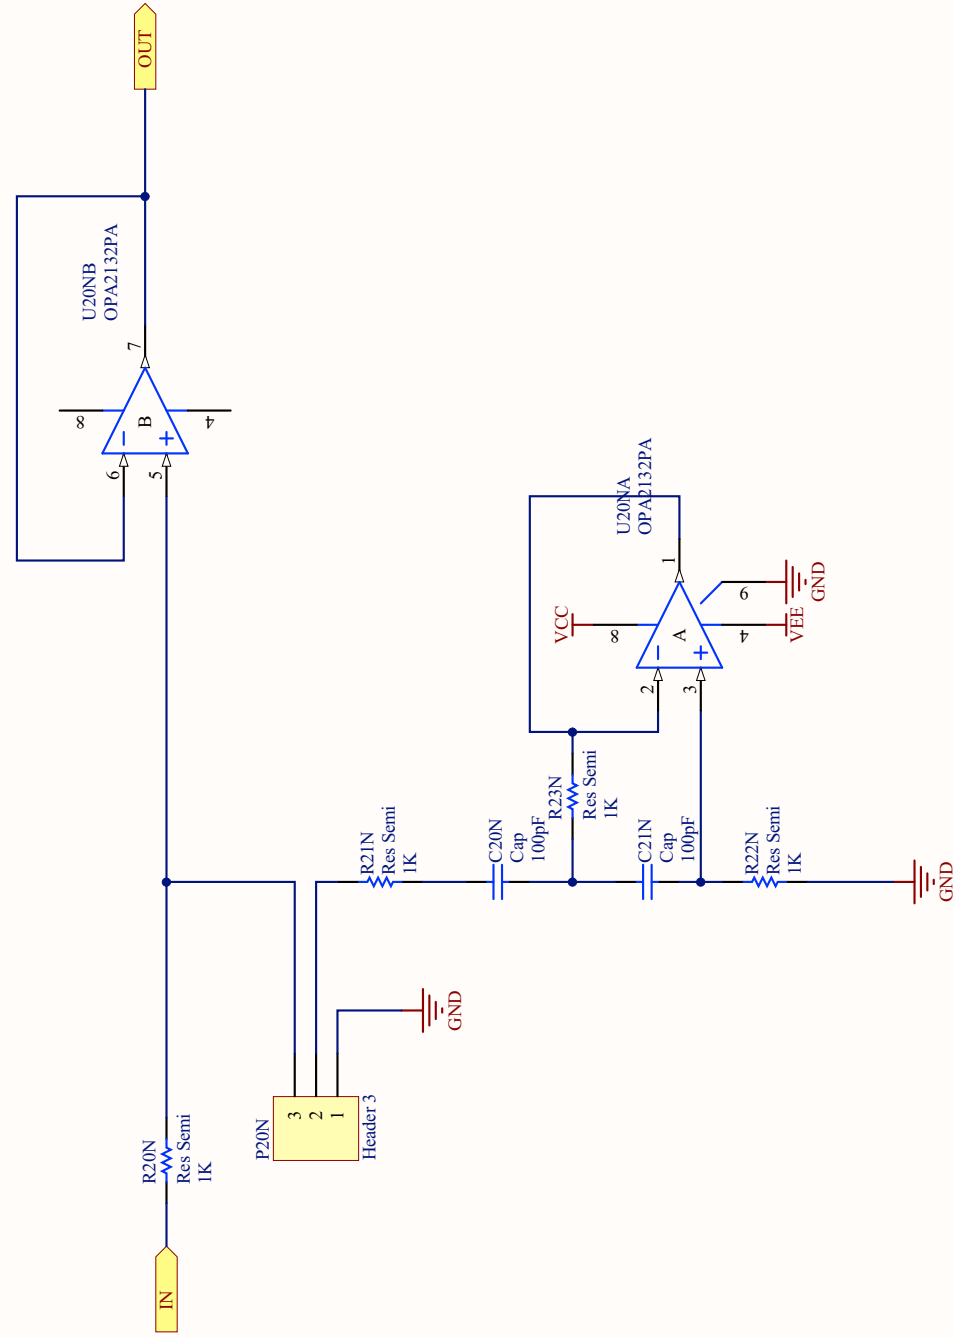 IN
R20N
Res Semi
1K
P20N
3
2
1
Header 3
GND
R21N
Res Semi
1K
C20N
Cap
100pF
R23N
Res Semi
1K
C21N
Cap
100pF
R22N
Res Semi
1K
GND
2
3
−
+
A
VCC
8
4
VEE
9
GND
1
U20NA
OPA2132PA
6
5
−
+
B
8
4
7
U20NB
OPA2132PA
OUT